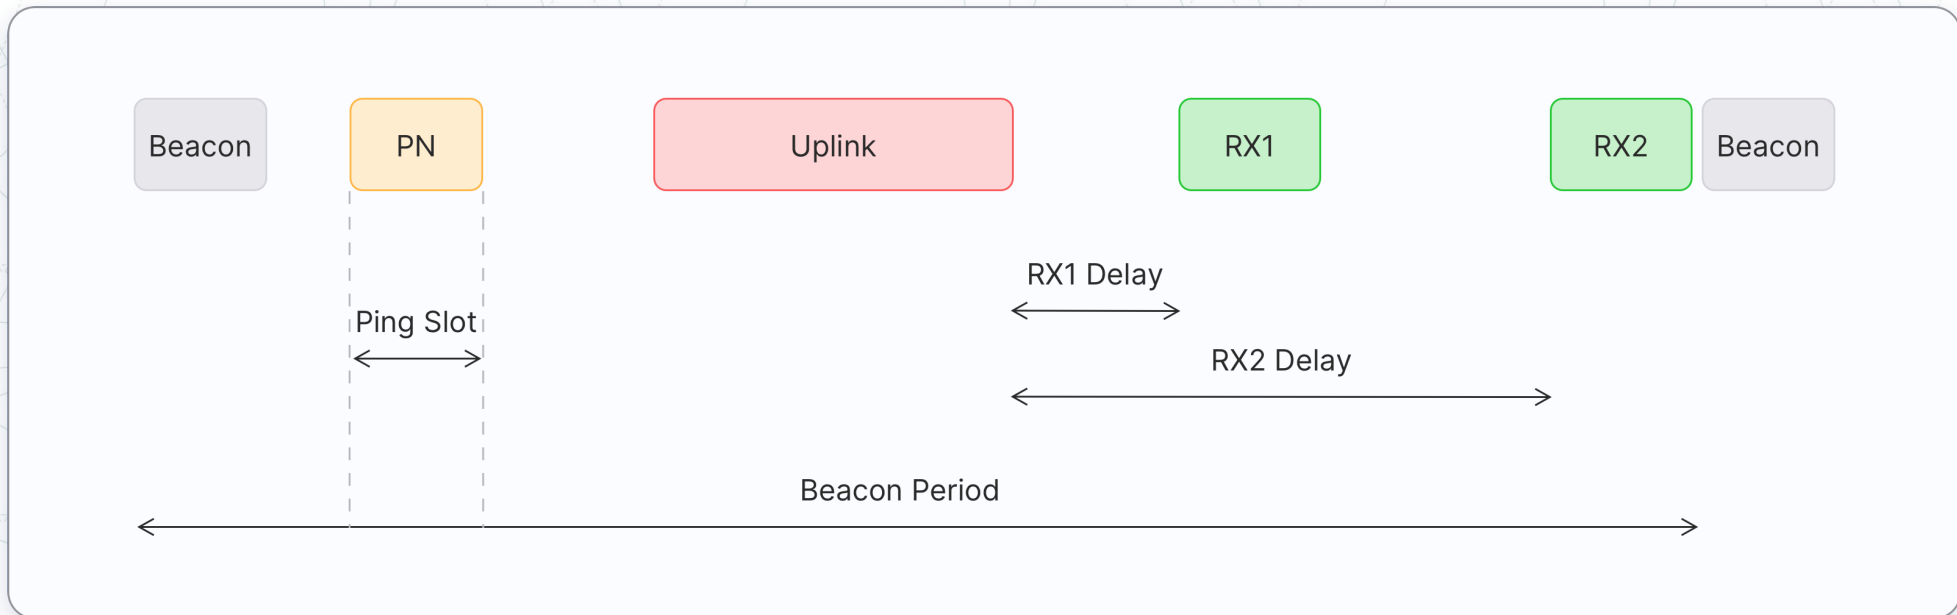 Beacon
PN
Uplink
RX1
RX2
Beacon
RX1 Delay
Ping Slot
RX2 Delay
Beacon Period